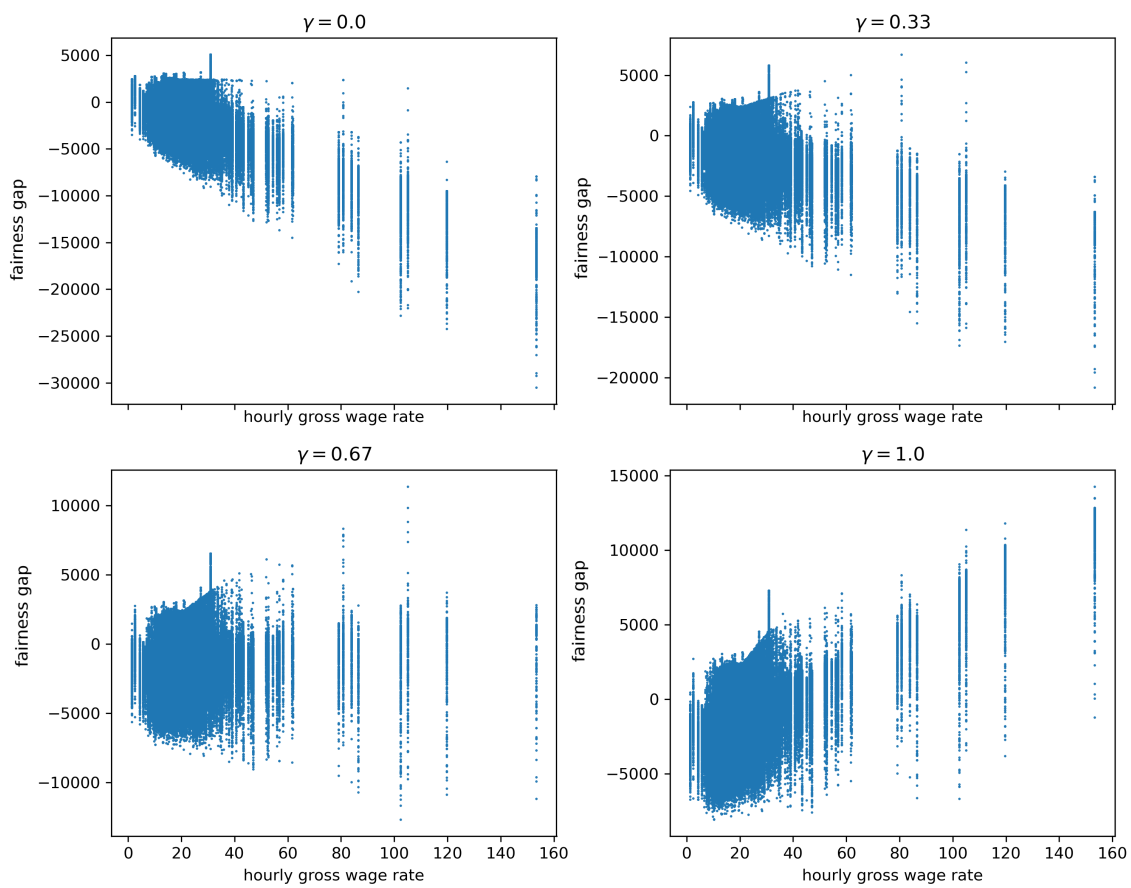 γ = 0.0
5000
0
−5000
−10000
−15000
−20000
−25000
−30000
fairness gap
hourly gross wage rate
γ = 0.33
5000
0
−5000
−10000
−15000
−20000
fairness gap
hourly gross wage rate
γ = 0.67
10000
5000
0
−5000
−10000
fairness gap
0 20 40 60 80 100 120 140 160
hourly gross wage rate
γ = 1.0
15000
10000
5000
0
−5000
fairness gap
0 20 40 60 80 100 120 140 160
hourly gross wage rate